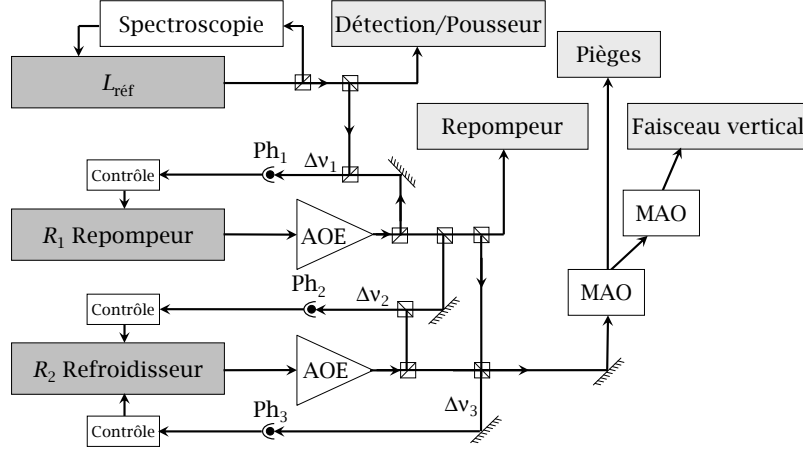 Spectroscopie
Détection/Pousseur
Pièges
L réf
Repompeur
Faisceau vertical
Ph1
Δν1
Contrôle
MAO
R1 Repompeur
AOE
Ph2
Δν2
MAO
Contrôle
R2 Refroidisseur
AOE
Ph3
Δν3
Contrôle